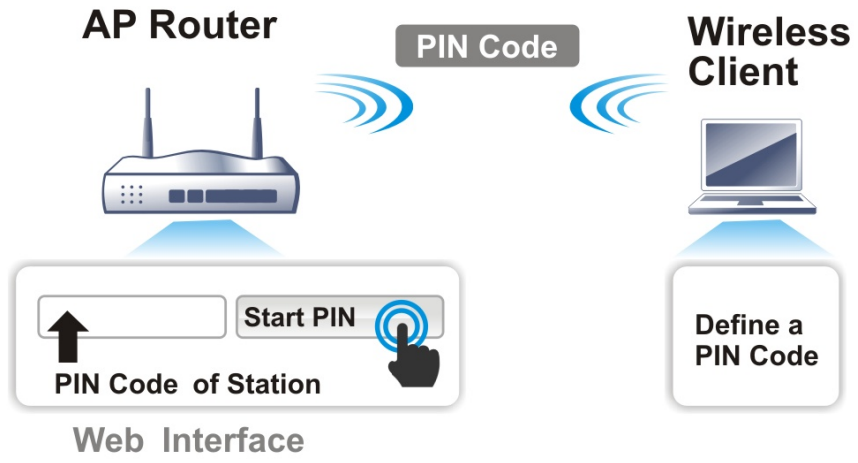 AP Router
PIN Code
Wireless
Client
Start PIN
PIN Code of Station
Web Interface
Define a
PIN Code